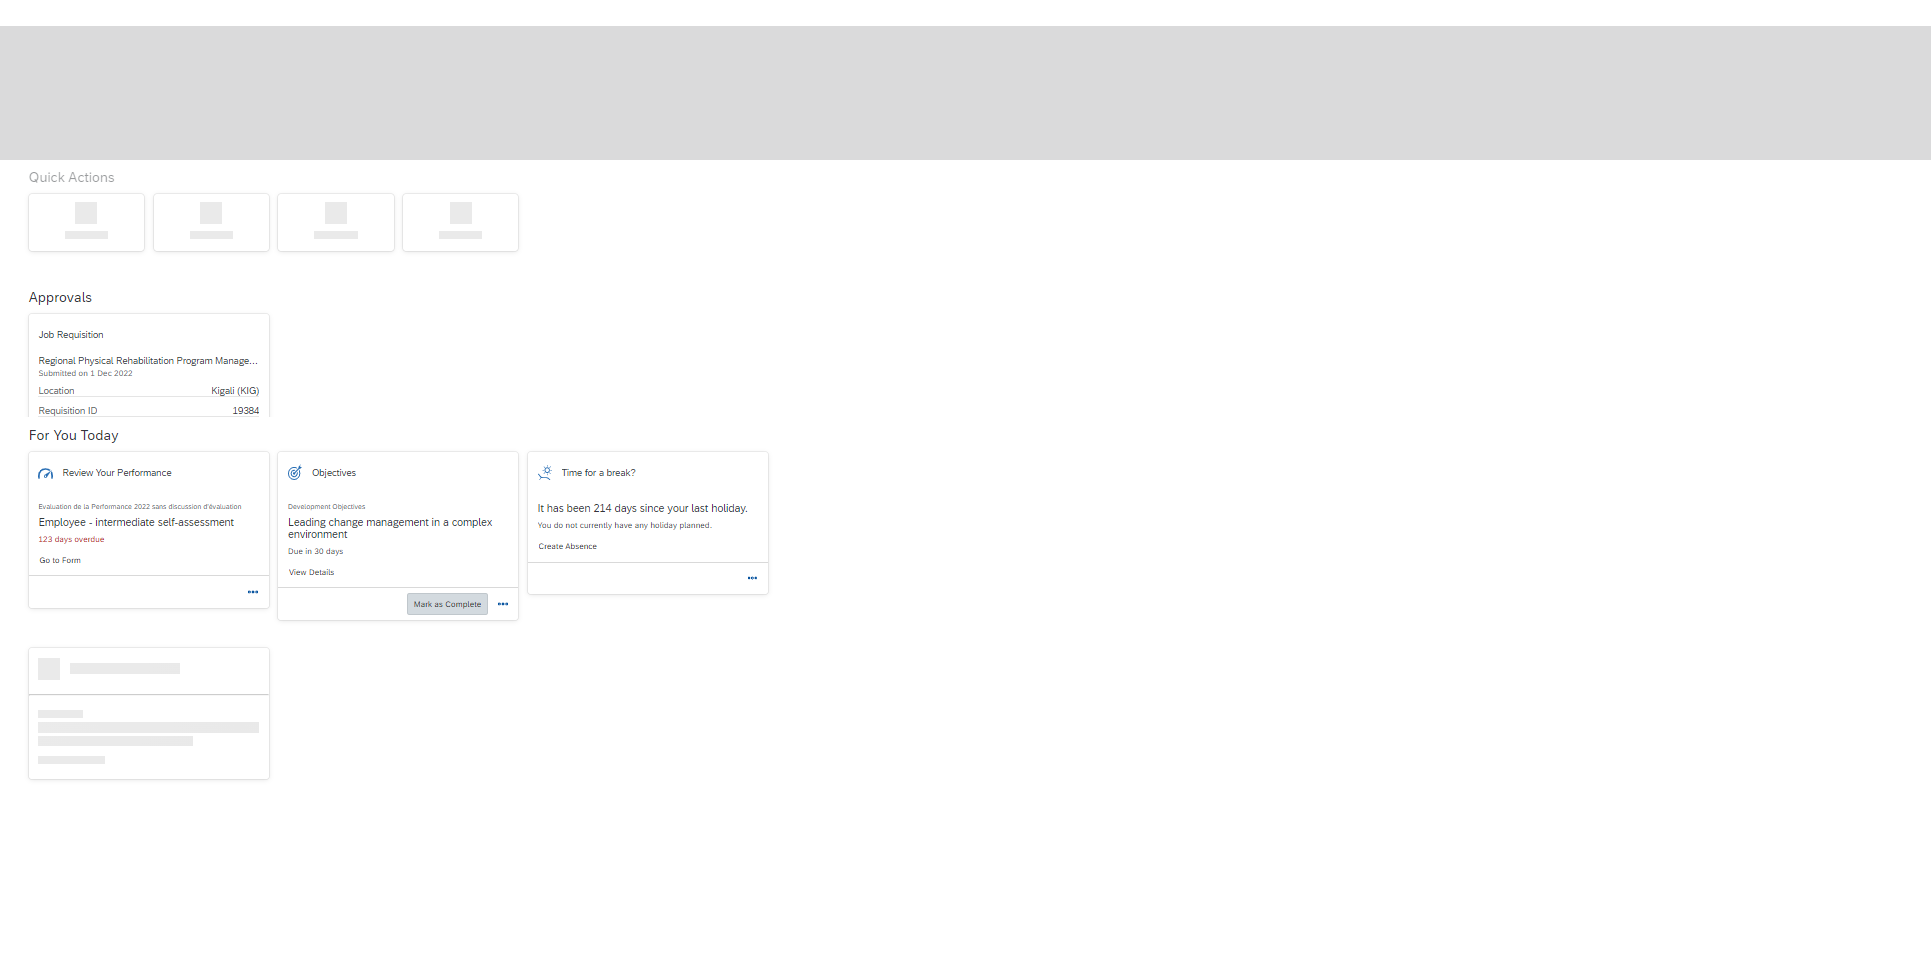 Quick Actions
Approvals
Job Requisition
Regional Physical Rehabilitation Program Manage...
Submitted on 1 Dec 2022
Location Kigali (KIG)
Requisition ID 19384
For You Today
Review Your Performance
Evaluation de la Performance 2022 sans discussion d'évaluation
Employee - intermediate self-assessment
123 days overdue
Go to Form
Objectives
Development Objectives
Leading change management in a complex
environment
Due in 30 days
View Details
Mark as Complete
Time for a break?
It has been 214 days since your last holiday.
You do not currently have any holiday planned.
Create Absence